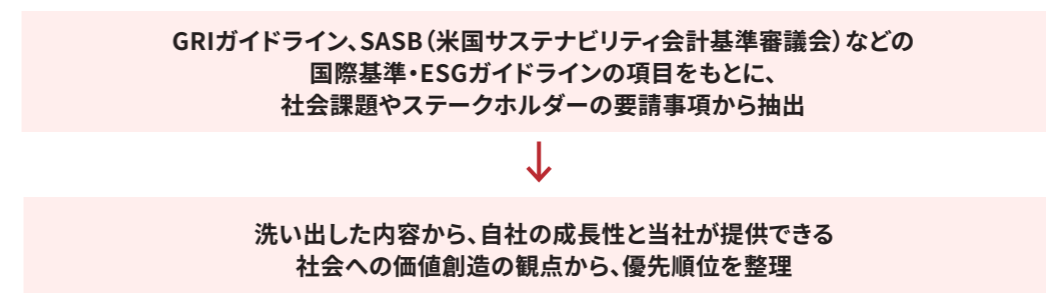 GRIガイドライン、SASB（米国サステナビリティ会計基準審議会）などの
国際基準・ESGガイドラインの項目をもとに、
社会課題やステークホルダーの要請事項から抽出
↓
洗い出した内容から、自社の成長性と当社が提供できる
社会への価値創造の観点から、優先順位を整理